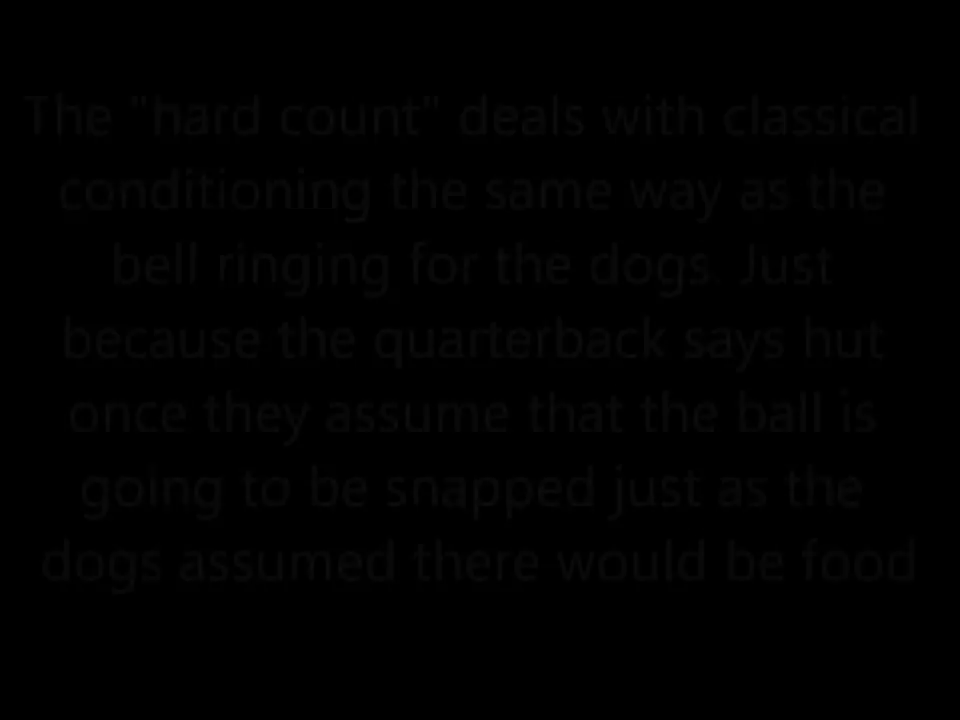 The "hard count" deals with classical
conditioning the same way as the
bell ringing for the dogs. Just
because the quarterback says hut
once they assume that the ball is
going to be snapped just as the
dogs assumed there would be food